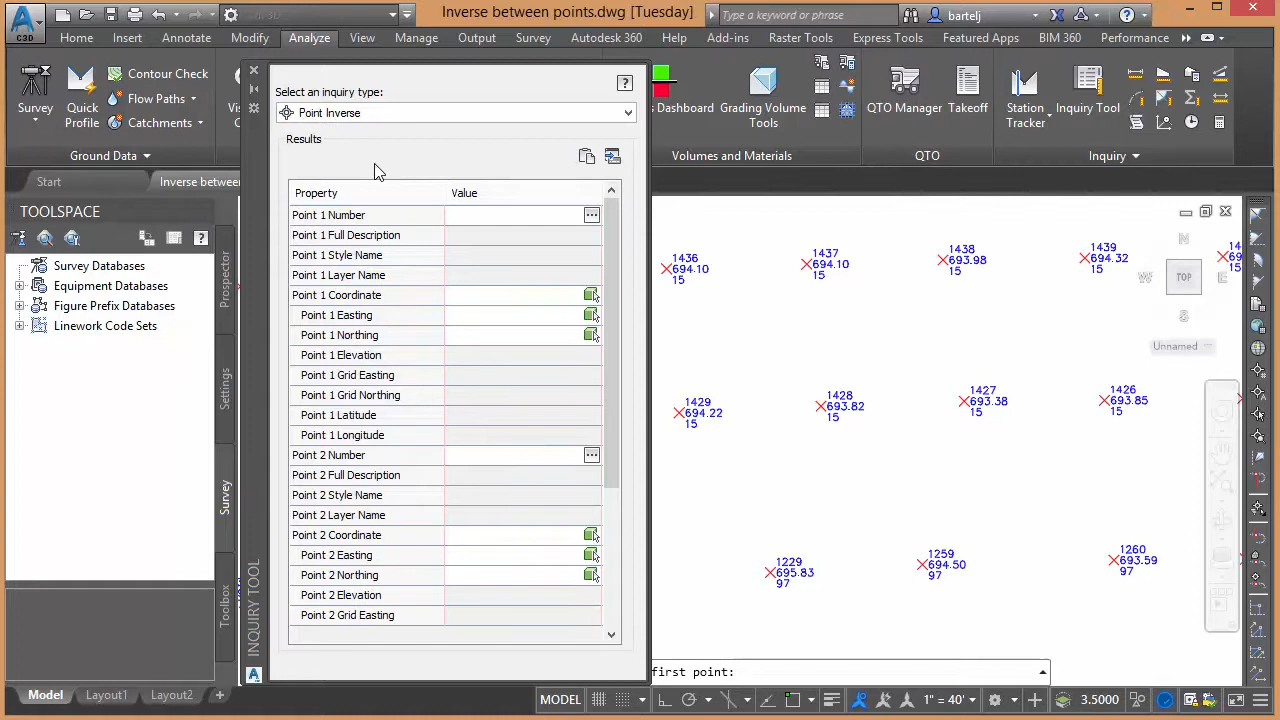 C3D
Civil 3D
Inverse between points.dwg [Tuesday]
Type a keyword or phrase
bartelj
Home
Insert
Annotate
Modify
Analyze
View
Manage
Output
Survey
Autodesk 360
Help
Add-ins
Raster Tools
Express Tools
Featured Apps
BIM 360
Performance
Survey
Quick
Profile
Contour Check
Flow Paths
Catchments
Dashboard
Grading Volume
Tools
QTO Manager
Takeoff
Station
Tracker
Inquiry Tool
Ground Data
Volumes and Materials
QTO
Inquiry
Start
Inverse between
TOOLSPACE
Survey Databases
Equipment Databases
Figure Prefix Databases
Linework Code Sets
Prospector
Settings
Survey
Toolbox
INQUIRY TOOL
Select an inquiry type:
Point Inverse
Results
Property Value
Point 1 Number
Point 1 Full Description
Point 1 Style Name
Point 1 Layer Name
Point 1 Coordinate
Point 1 Easting
Point 1 Northing
Point 1 Elevation
Point 1 Grid Easting
Point 1 Grid Northing
Point 1 Latitude
Point 1 Longitude
Point 2 Number
Point 2 Full Description
Point 2 Style Name
Point 2 Layer Name
Point 2 Coordinate
Point 2 Easting
Point 2 Northing
Point 2 Elevation
Point 2 Grid Easting
1436
694.10
15
1437
694.10
15
1438
693.98
15
1439
694.32
15
1429
694.22
15
1428
693.82
15
1427
693.38
15
1426
693.85
15
1229
695.83
97
1259
694.50
97
1260
693.59
97
N
W
TOP
E
S
Unnamed
first point:
Model
Layout1
Layout2
MODEL
1" = 40'
3.5000